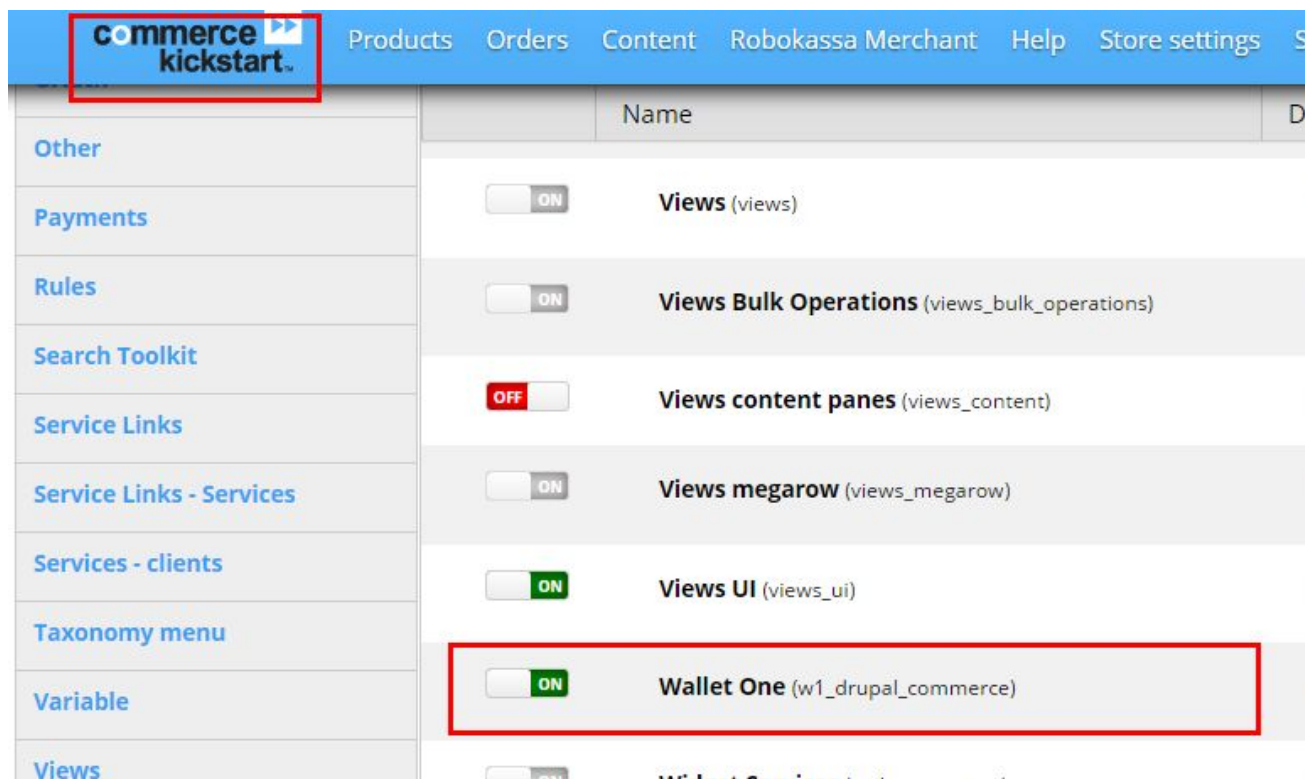 commerce
kickstart™
Products Orders Content Robokassa Merchant Help Store settings S
Name D
Other
Payments
Rules
Search Toolkit
Service Links
Service Links - Services
Services - clients
Taxonomy menu
Variable
Views
ON Views (views)
ON Views Bulk Operations (views_bulk_operations)
OFF Views content panes (views_content)
ON Views megarow (views_megarow)
ON Views UI (views_ui)
ON Wallet One (w1_drupal_commerce)
ON